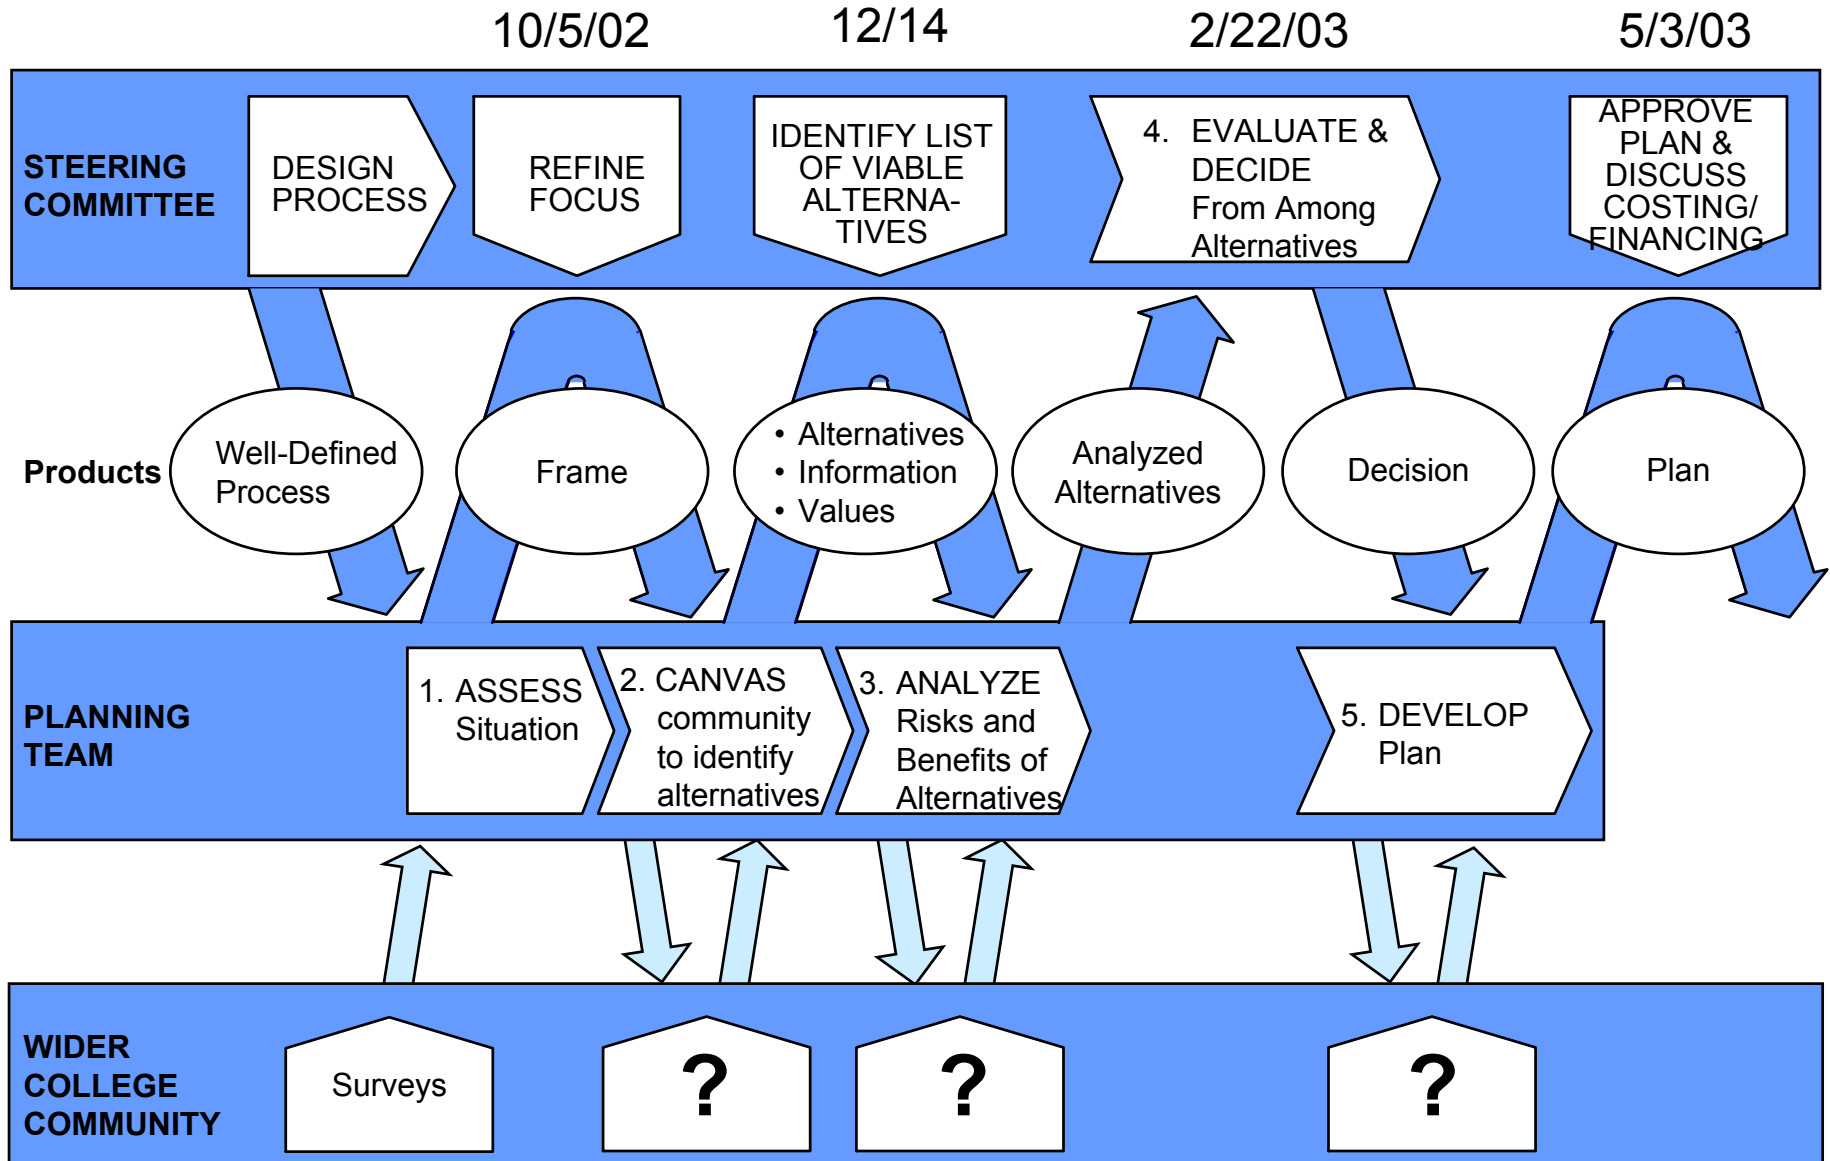 10/5/02
12/14
2/22/03
5/3/03
STEERING
COMMITTEE
DESIGN
PROCESS
REFINE
FOCUS
IDENTIFY LIST
OF VIABLE
ALTERNA-
TIVES
4. EVALUATE &
DECIDE
From Among
Alternatives
APPROVE
PLAN &
DISCUSS
COSTING/
FINANCING
Products
Well-Defined
Process
Frame
• Alternatives
• Information
• Values
Analyzed
Alternatives
Decision
Plan
PLANNING
TEAM
1. ASSESS
Situation
2. CANVAS
community
to identify
alternatives
3. ANALYZE
Risks and
Benefits of
Alternatives
5. DEVELOP
Plan
WIDER
COLLEGE
COMMUNITY
Surveys
?
?
?